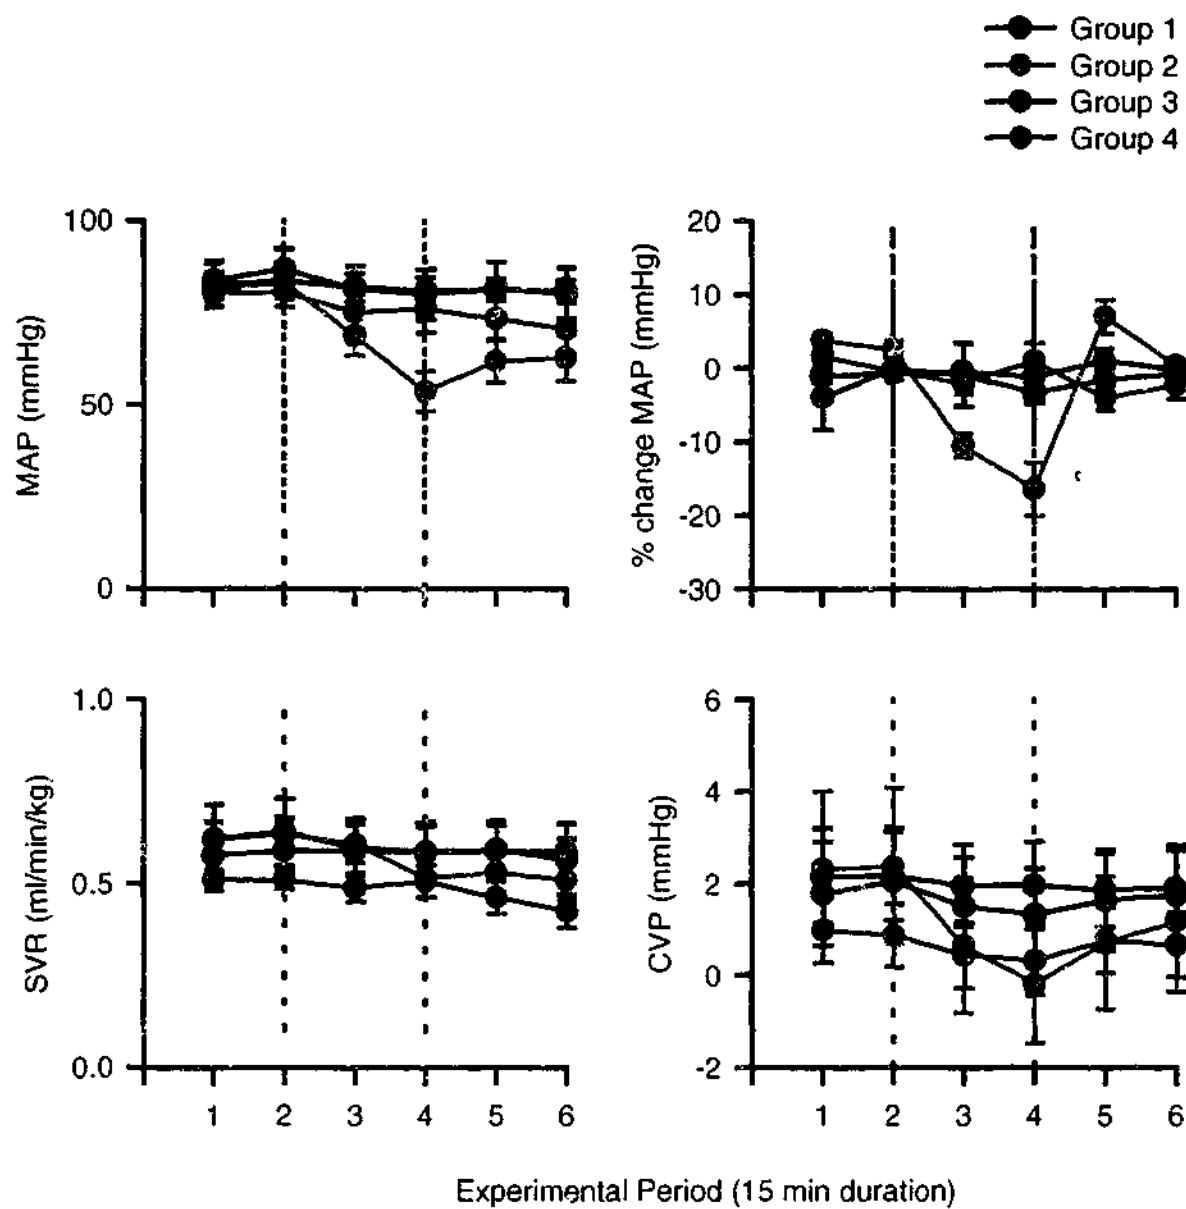 Group 1
Group 2
Group 3
Group 4
MAP (mmHg)
100
50
0
% change MAP (mmHg)
20
10
0
-10
-20
-30
SVR (ml/min/kg)
1.0
0.5
0.0
1 2 3 4 5 6
CVP (mmHg)
6
4
2
0
-2
1 2 3 4 5 6
Experimental Period (15 min duration)